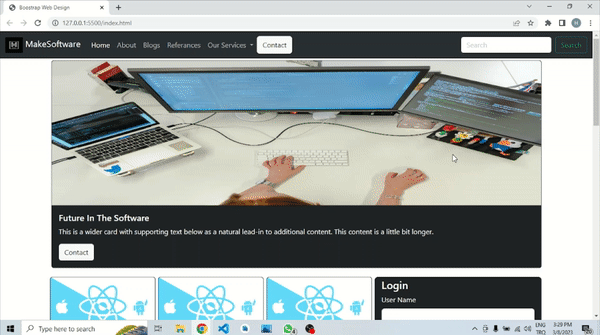 Bootstrap Web Design
127.0.0.1:5500/index.html
MakeSoftware
Home
About
Blogs
Referances
Our Services
Contact
Search
Search
Future In The Software
This is a wider card with supporting text below as a natural lead-in to additional content. This content is a little bit longer.
Contact
Login
User Name
Type here to search
ENG
TRQ
3:29 PM
3/8/2023